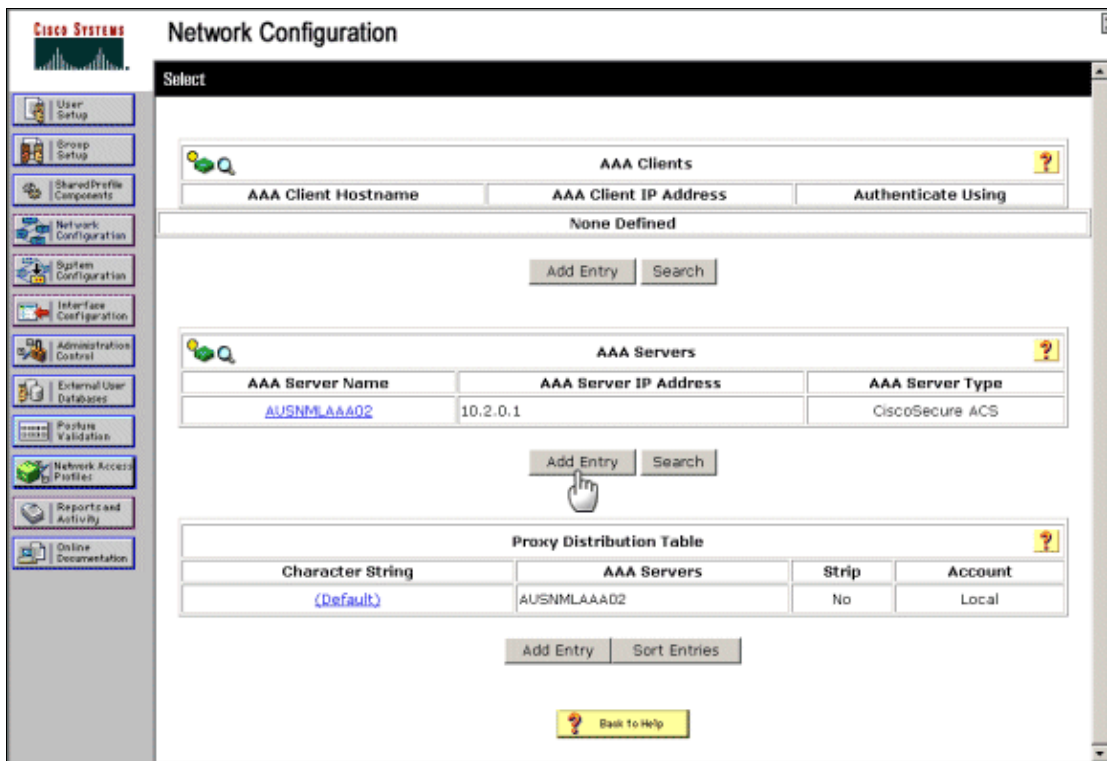 CISCO SYSTEMS
Network Configuration
Select
User Setup
Group Setup
Shared Profile Components
Network Configuration
System Configuration
Interface Configuration
Administration Control
External User Databases
Posture Validation
Network Access Profiles
Reports and Activity
Online Documentation
AAA Clients
AAA Client Hostname AAA Client IP Address Authenticate Using
None Defined
Add Entry Search
AAA Servers
AAA Server Name AAA Server IP Address AAA Server Type
AUSNMLAAA02 10.2.0.1 CiscoSecure ACS
Add Entry Search
Proxy Distribution Table
Character String AAA Servers Strip Account
(Default) AUSNMLAAA02 No Local
Add Entry Sort Entries
Back to Help